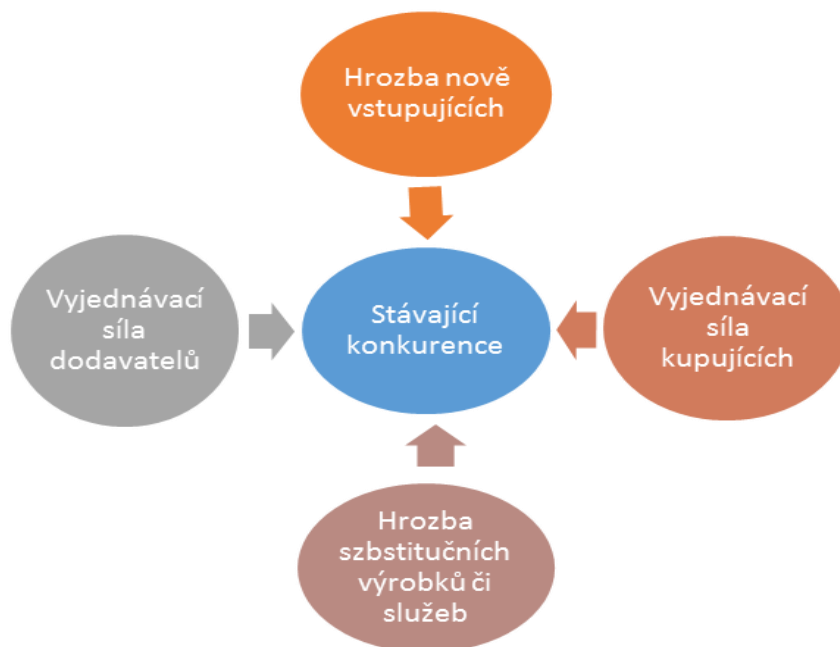 Hrozba nově
vstupujících
Vyjednávací
síla
dodavatelů
Stávající
konkurence
Vyjednávací
síla
kupujících
Hrozba
szbstitučních
výrobků či
služeb